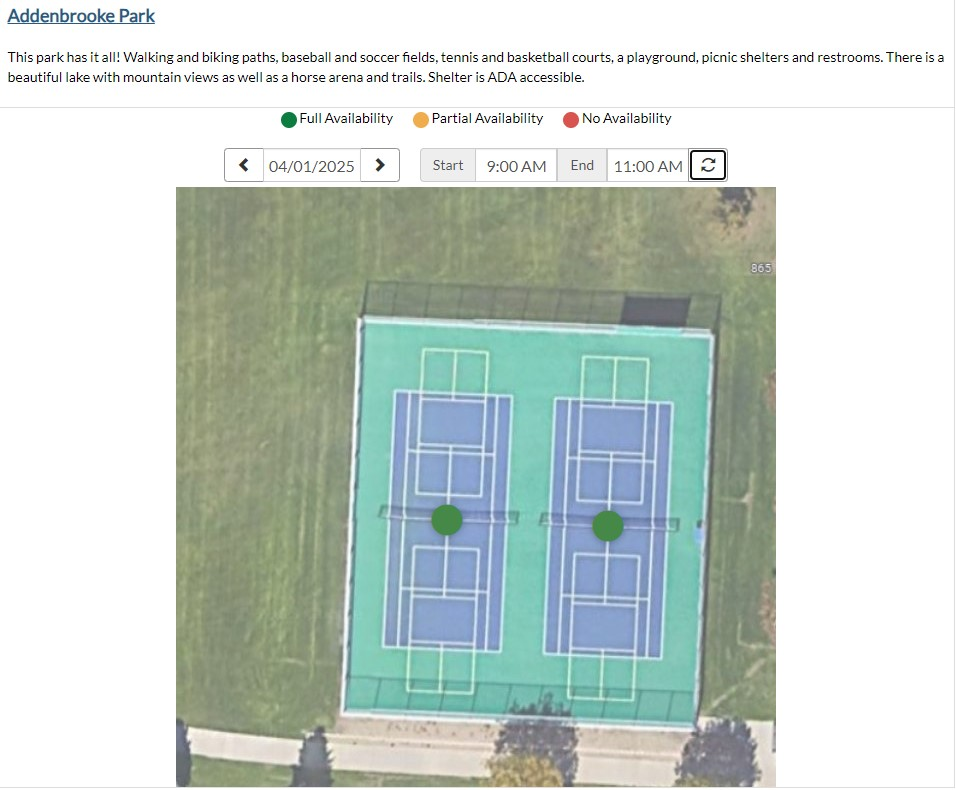 Addenbrooke Park
This park has it all! Walking and biking paths, baseball and soccer fields, tennis and basketball courts, a playground, picnic shelters and restrooms. There is a
beautiful lake with mountain views as well as a horse arena and trails. Shelter is ADA accessible.
Full Availability Partial Availability No Availability
04/01/2025 Start 9:00 AM End 11:00 AM
865